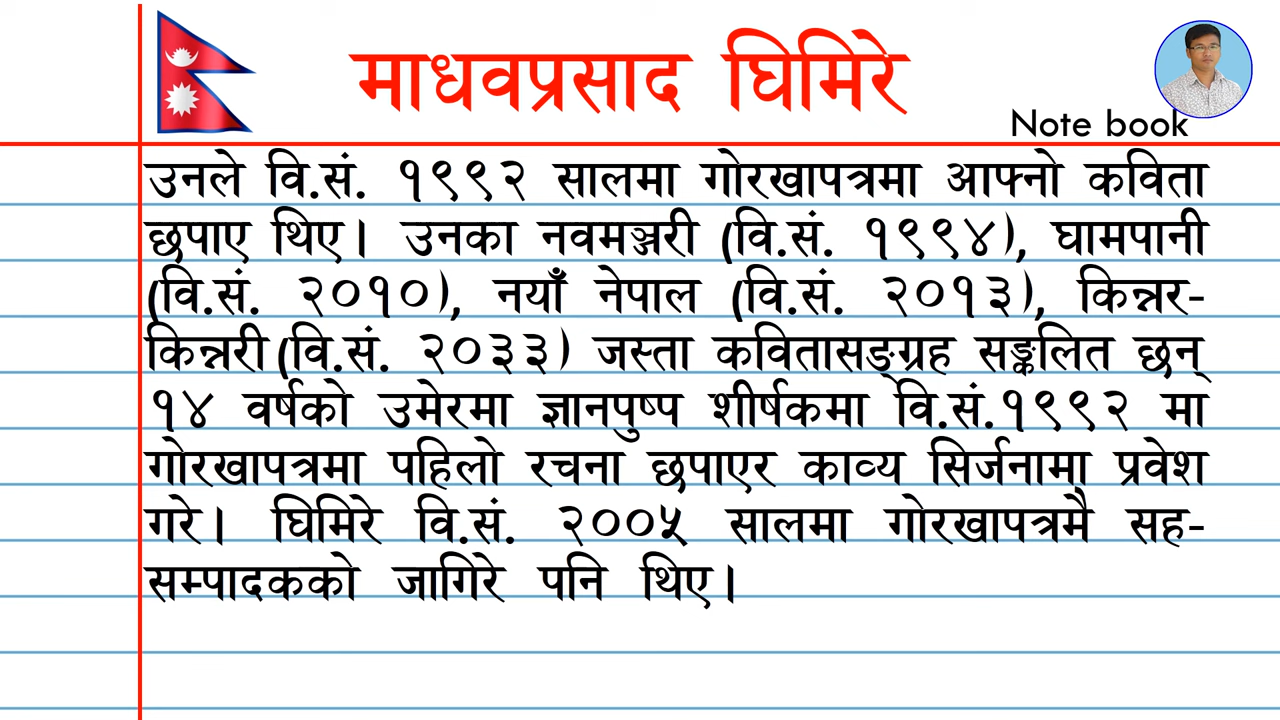 माधवप्रसाद घिमिरे
Note book
उनले वि.सं. १९९२ सालमा गोरखापत्रमा आफ्नो कविता
छपाए थिए। उनका नवमञ्जरी (वि.सं. १९९४), घामपानी
(वि.सं. २०१०), नयाँ नेपाल (वि.सं. २०१३), किन्नर-
किन्नरी (वि.सं. २०३३) जस्ता कवितासङ्ग्रह सङ्कलित छन्
१४ वर्षको उमेरमा ज्ञानपुष्प शीर्षकमा वि.सं.१९९२ मा
गोरखापत्रमा पहिलो रचना छपाएर काव्य सिर्जनामा प्रवेश
गरे। घिमिरे वि.सं. २००५ सालमा गोरखापत्रमै सह-
सम्पादकको जागिरे पनि थिए।